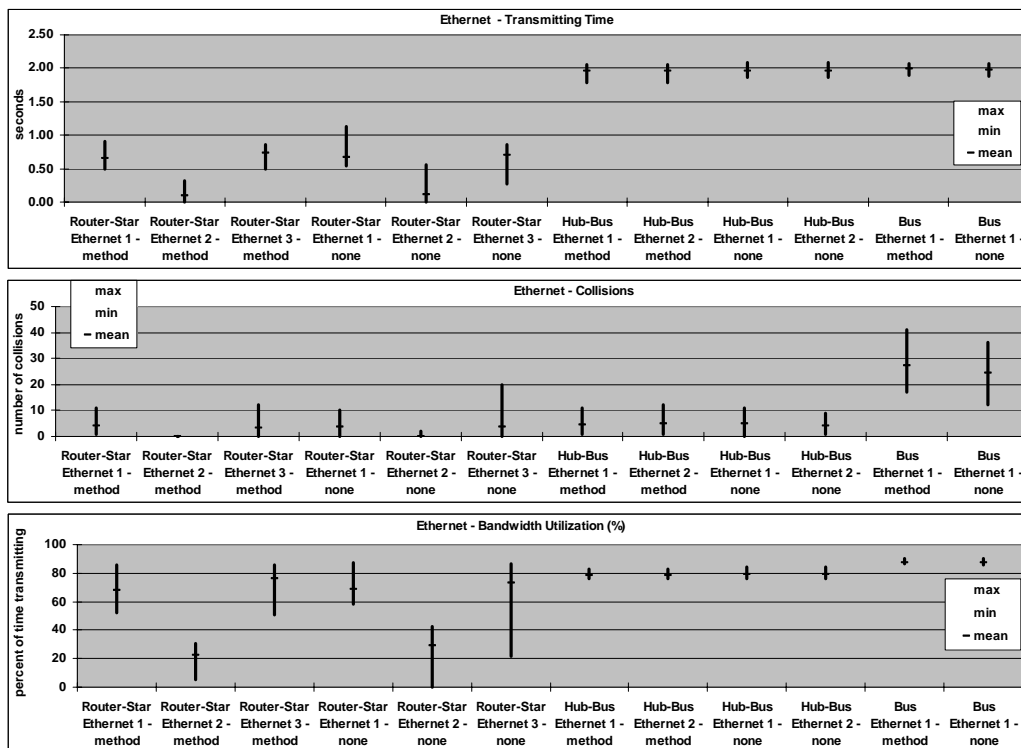 Ethernet - Transmitting Time
seconds
2.50
2.00
1.50
1.00
0.50
0.00
max
min
mean
Router-Star Router-Star Router-Star Router-Star Router-Star Router-Star Hub-Bus Hub-Bus Hub-Bus Hub-Bus Bus Bus
Ethernet 1 - Ethernet 2 - Ethernet 3 - Ethernet 1 - Ethernet 2 - Ethernet 3 - Ethernet 1 - Ethernet 2 - Ethernet 1 - Ethernet 2 - Ethernet 1 - Ethernet 1 -
method method method none none none method method none none method none
Ethernet - Collisions
max
min
mean
number of collisions
50
40
30
20
10
0
Router-Star Router-Star Router-Star Router-Star Router-Star Router-Star Hub-Bus Hub-Bus Hub-Bus Hub-Bus Bus Bus
Ethernet 1 - Ethernet 2 - Ethernet 3 - Ethernet 1 - Ethernet 2 - Ethernet 3 - Ethernet 1 - Ethernet 2 - Ethernet 1 - Ethernet 2 - Ethernet 1 - Ethernet 1 -
method method method none none none method method none none method none
Ethernet - Bandwidth Utilization (%)
percent of time transmitting
100
80
60
40
20
0
max
min
mean
Router-Star Router-Star Router-Star Router-Star Router-Star Router-Star Hub-Bus Hub-Bus Hub-Bus Hub-Bus Bus Bus
Ethernet 1 - Ethernet 2 - Ethernet 3 - Ethernet 1 - Ethernet 2 - Ethernet 3 - Ethernet 1 - Ethernet 2 - Ethernet 1 - Ethernet 2 - Ethernet 1 - Ethernet 1 -
method method method none none none method method none none method none